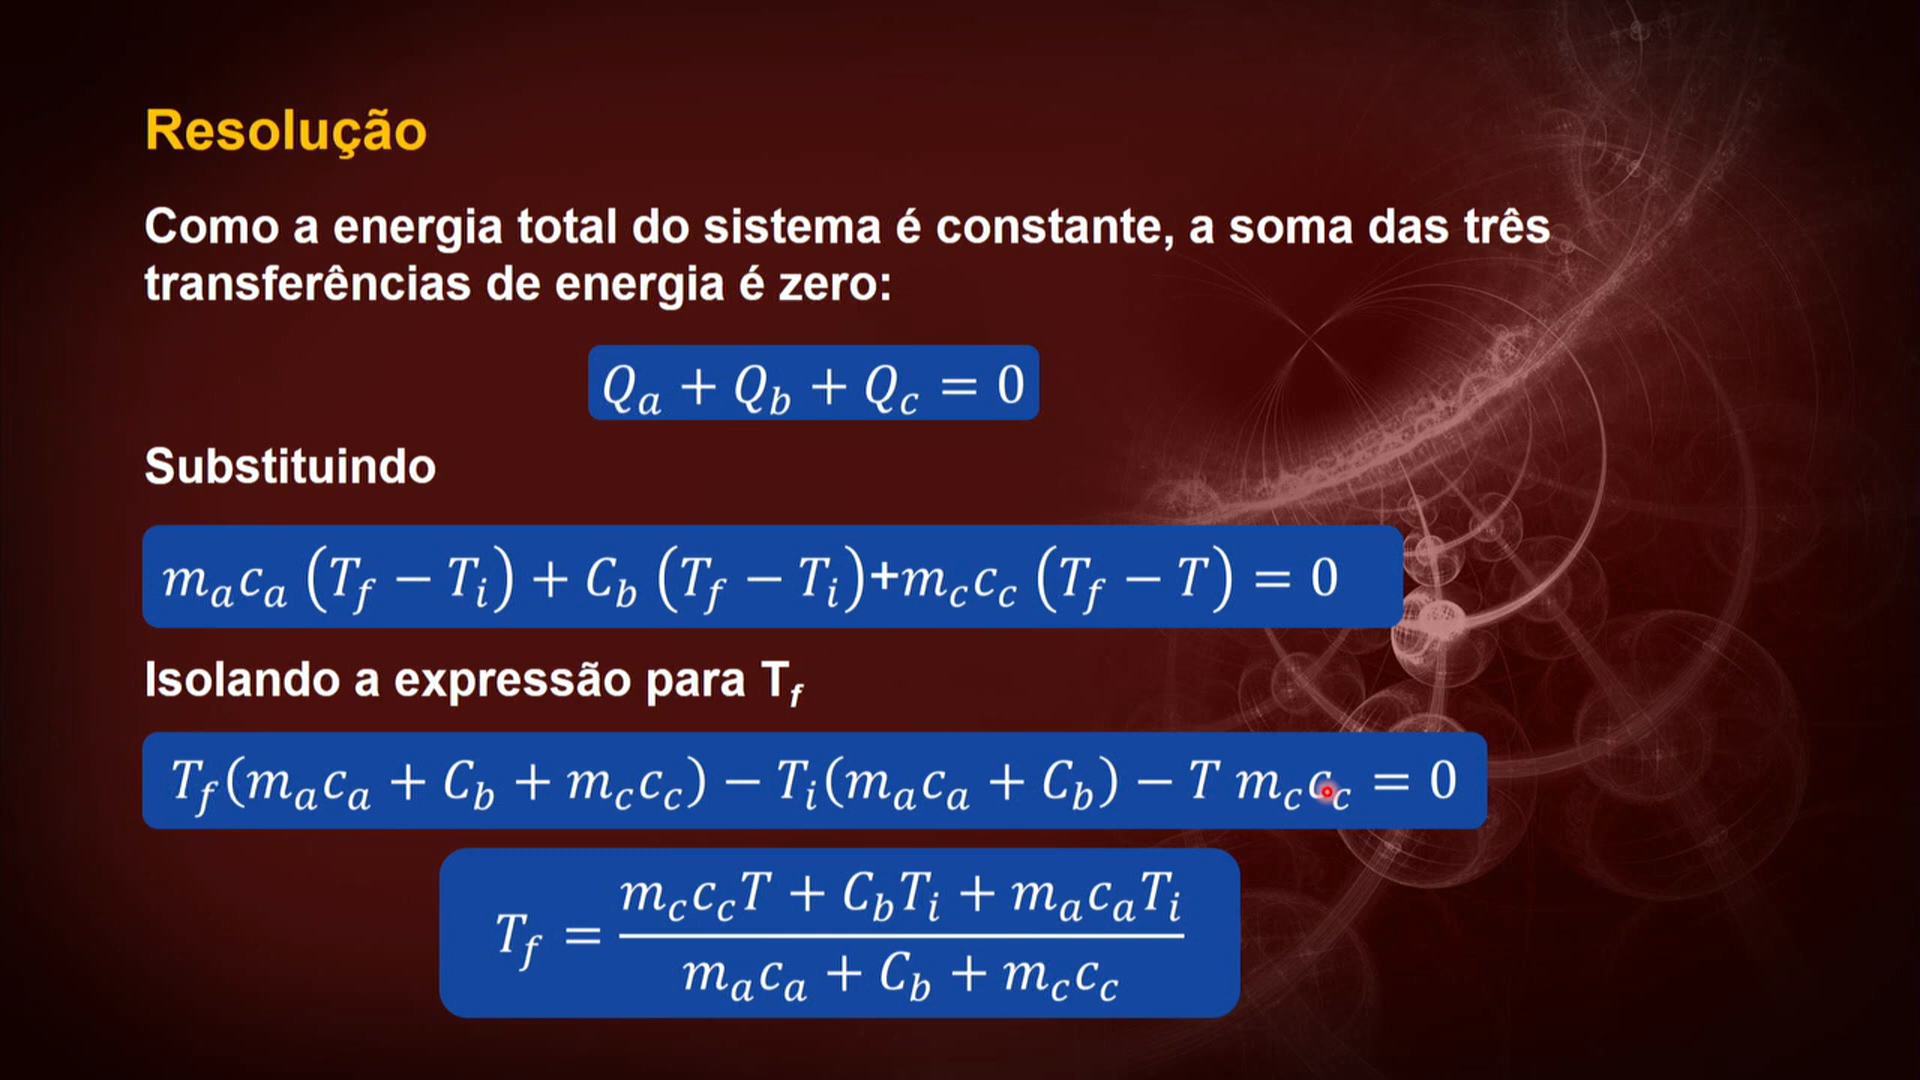 Resolução
Como a energia total do sistema é constante, a soma das três
transferências de energia é zero:
$Q_a + Q_b + Q_c = 0$
Substituindo
$m_a c_a (T_f - T_i) + C_b (T_f - T_i) + m_c c_c (T_f - T) = 0$
Isolando a expressão para T$_f$
$T_f (m_a c_a + C_b + m_c c_c) - T_i (m_a c_a + C_b) - T \, m_c c_c = 0$
$T_f = \frac{m_c c_c T + C_b T_i + m_a c_a T_i}{m_a c_a + C_b + m_c c_c}$